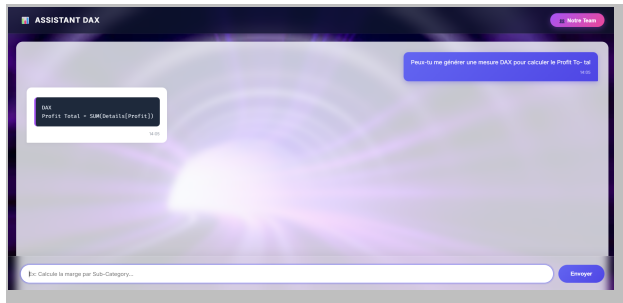 ASSISTANT DAX
Notre Team
Peux-tu me générer une mesure DAX pour calculer le Profit To- tal
14:05
DAX
Profit Total = SUM(Details[Profit])
14:05
Ex: Calcule la marge par Sub-Category...
Envoyer